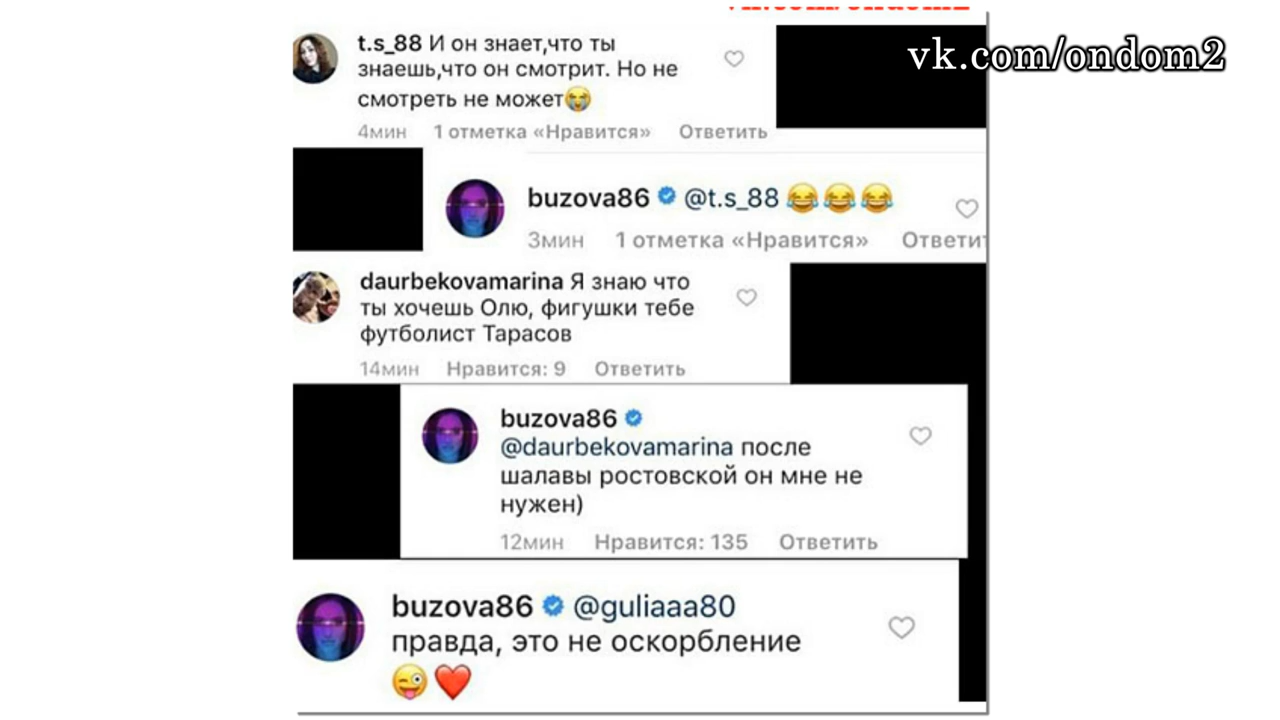 vk.com/ondom2
t.s_88 И он знает,что ты
знаешь,что он смотрит. Но не
смотреть не может😭
4мин 1 отметка «Нравится» Ответить
buzova86 @t.s_88 😂😂😂
3мин 1 отметка «Нравится» Ответит
daurbekovamarina Я знаю что
ты хочешь Олю, фигушки тебе
футболист Тарасов
14мин Нравится: 9 Ответить
buzova86
@daurbekovamarina после
шалавы ростовской он мне не
нужен)
12мин Нравится: 135 Ответить
buzova86 @guliaaa80
правда, это не оскорбление
😜❤️